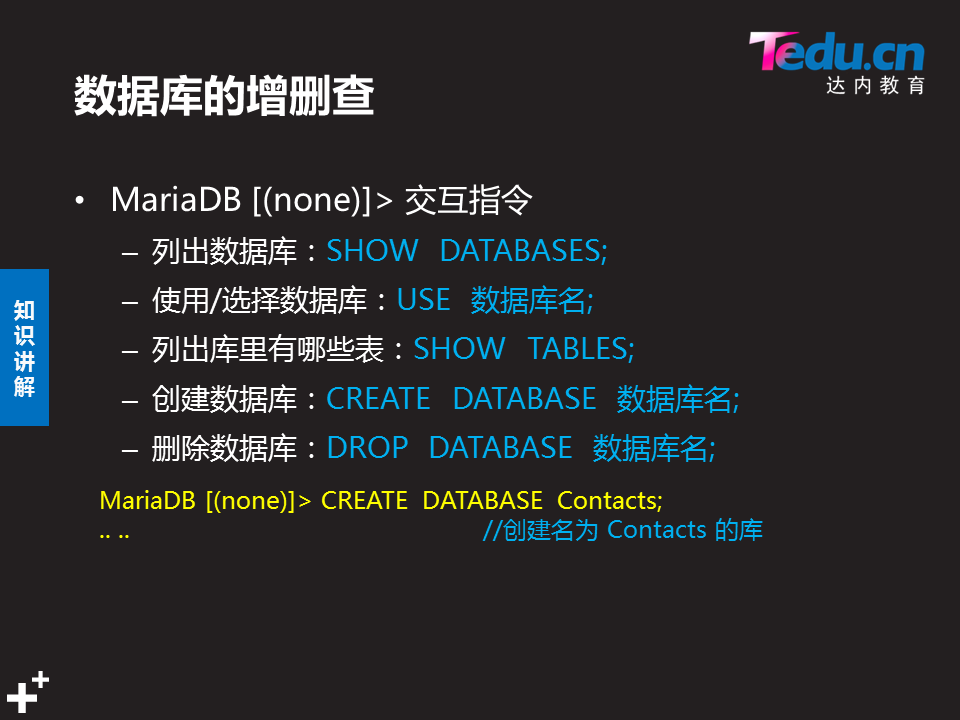 Tedu.cn
达内教育
数据库的增删查
• MariaDB [(none)]> 交互指令
– 列出数据库：SHOW DATABASES;
– 使用/选择数据库：USE 数据库名;
– 列出库里有哪些表：SHOW TABLES;
– 创建数据库：CREATE DATABASE 数据库名;
– 删除数据库：DROP DATABASE 数据库名;
知识讲解
MariaDB [(none)]> CREATE DATABASE Contacts;
.. .. //创建名为 Contacts 的库